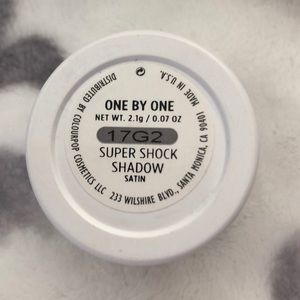 ONE BY ONE
NET WT. 2.1g / 0.07 OZ
17G2
SUPER SHOCK
SHADOW
SATIN
DISTRIBUTED BY COLOURPOP COSMETICS LLC 233 WILSHIRE BLVD., SANTA MONICA, CA 90401 MADE IN U.S.A.